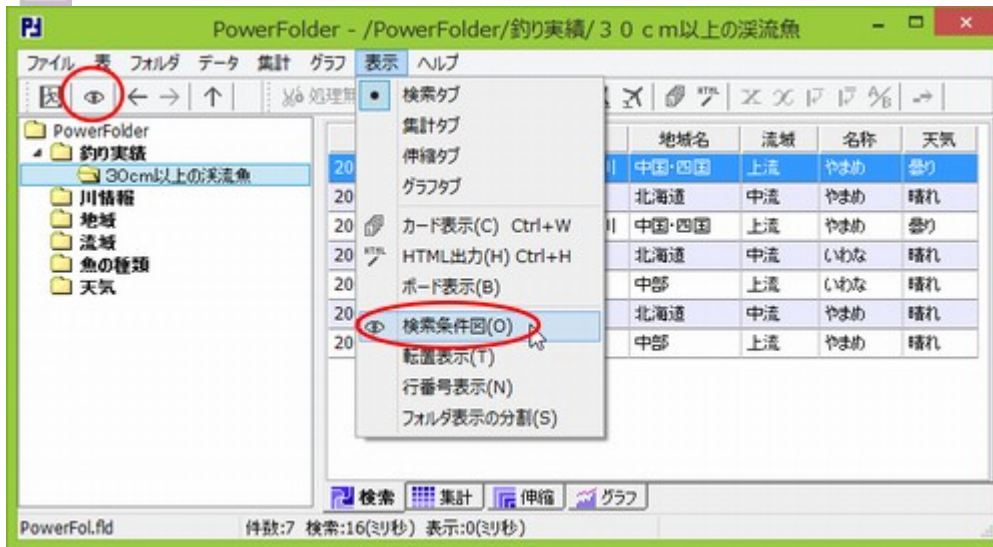 PowerFolder - /PowerFolder/釣り実績/３０ｃｍ以上の渓流魚
ファイル 表 フォルダ データ 集計 グラフ 表示 ヘルプ
処理無
PowerFolder
釣り実績
30cm以上の渓流魚
川情報
地域
流域
魚の種類
天気
検索タブ
集計タブ
伸縮タブ
グラフタブ
カード表示(C) Ctrl+W
HTML出力(H) Ctrl+H
ボード表示(B)
検索条件図(O)
転置表示(T)
行番号表示(N)
フォルダ表示の分割(S)
地域名 流域 名称 天気
20 川 中国・四国 上流 やまめ 曇り
20 北海道 中流 やまめ 晴れ
20 川 中国・四国 上流 やまめ 曇り
20 北海道 中流 いわな 晴れ
20 中部 上流 いわな 晴れ
20 北海道 中流 やまめ 晴れ
20 中部 上流 やまめ 晴れ
検索 集計 伸縮 グラフ
PowerFol.fld 件数:7 検索:16(ミリ秒) 表示:0(ミリ秒)